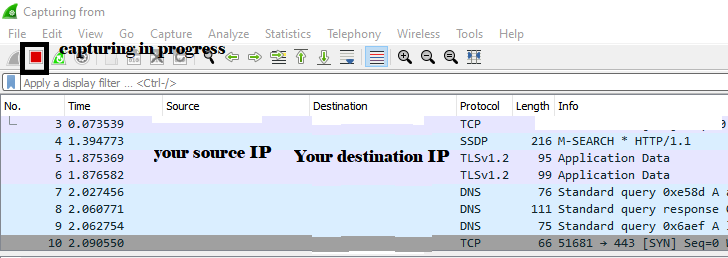 Capturing from
File Edit View Go Capture Analyze Statistics Telephony Wireless Tools Help
capturing in progress
Apply a display filter ... <Ctrl-/>
No. Time Source Destination Protocol Length Info
3 0.073539 TCP 0
4 1.394773 SSDP 216 M-SEARCH * HTTP/1.1
your source IP Your destination IP
5 1.875369 TLSv1.2 95 Application Data
6 1.876582 TLSv1.2 99 Application Data
7 2.027456 DNS 76 Standard query 0xe58d A
8 2.060771 DNS 111 Standard query response
9 2.062754 DNS 75 Standard query 0x6aef A
10 2.090550 TCP 66 51681 → 443 [SYN] Seq=0